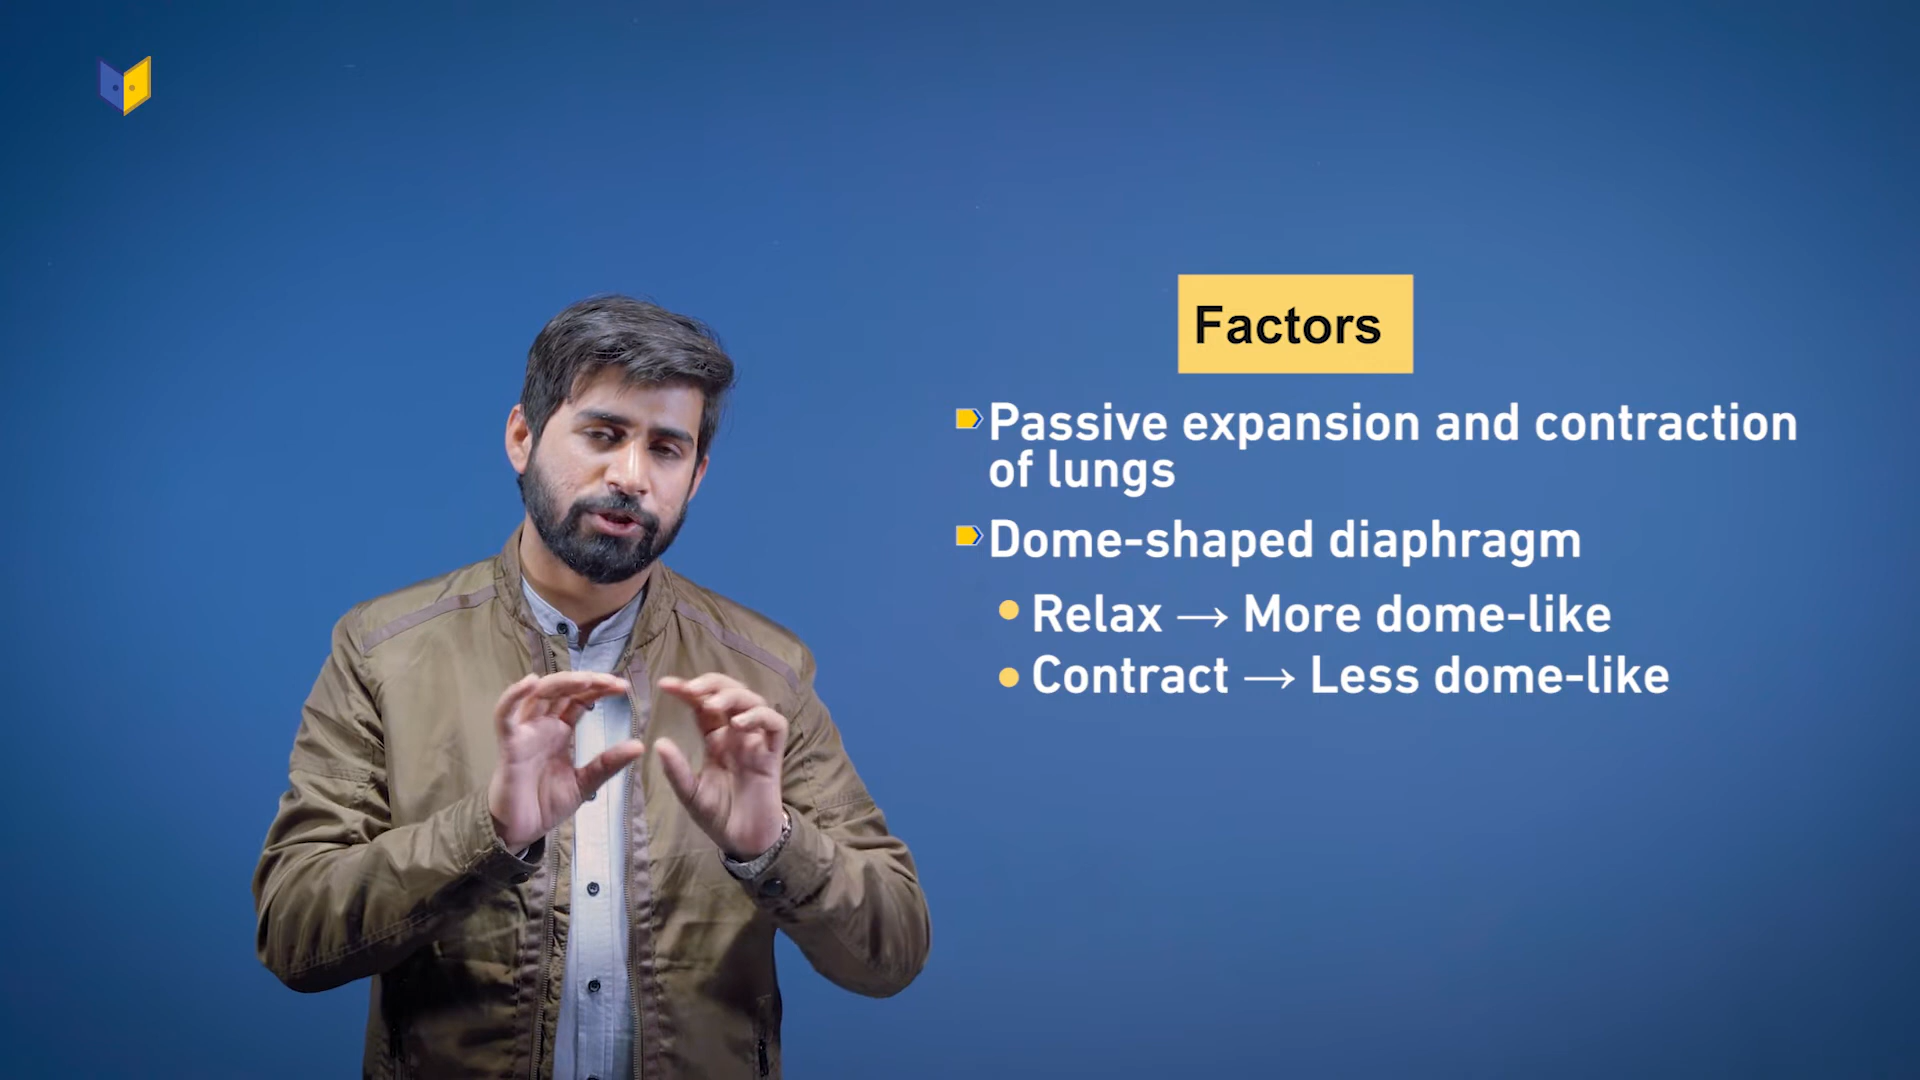 Factors
Passive expansion and contraction
of lungs
Dome-shaped diaphragm
Relax → More dome-like
Contract → Less dome-like